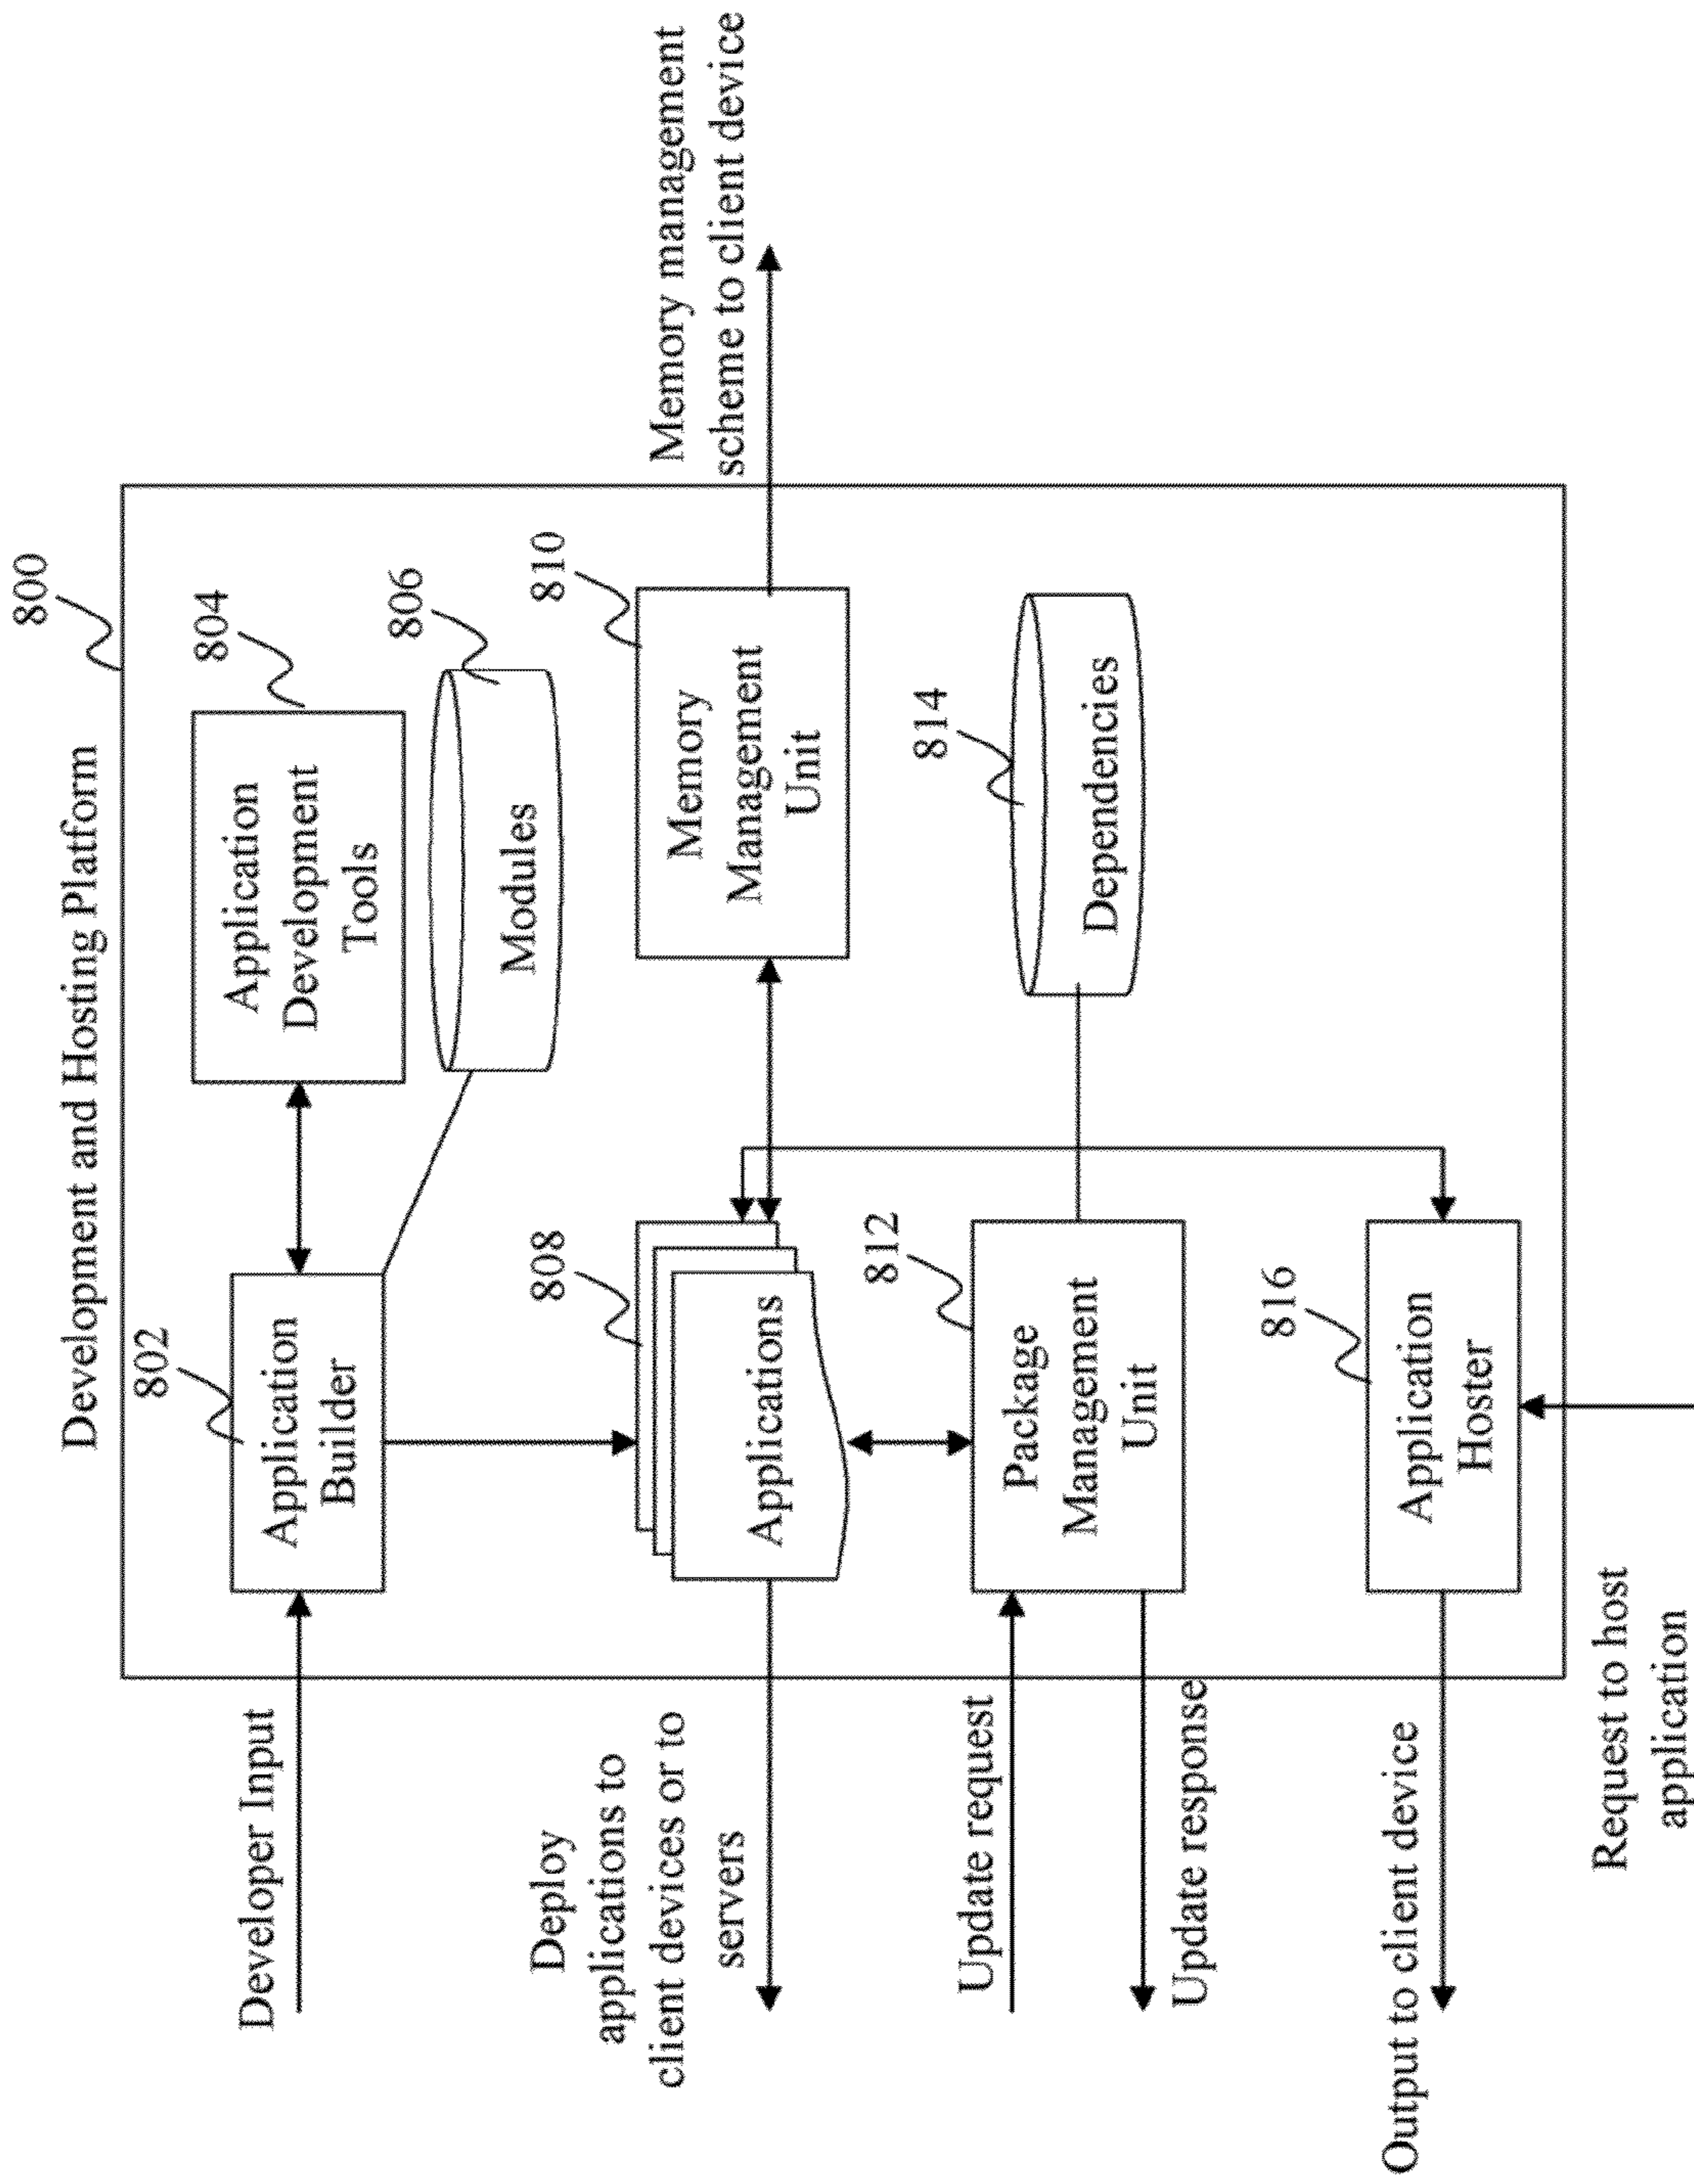 Development and Hosting Platform
800
802
804
Developer Input
Application
Builder
Application
Development
Tools
806
Modules
808
810
Deploy
applications to
client devices or to
servers
Applications
Memory
Management
Unit
Memory management
scheme to client device
812
814
Update request
Update response
Package
Management
Unit
Dependencies
816
Output to client device
Application
Hoster
Request to host
application